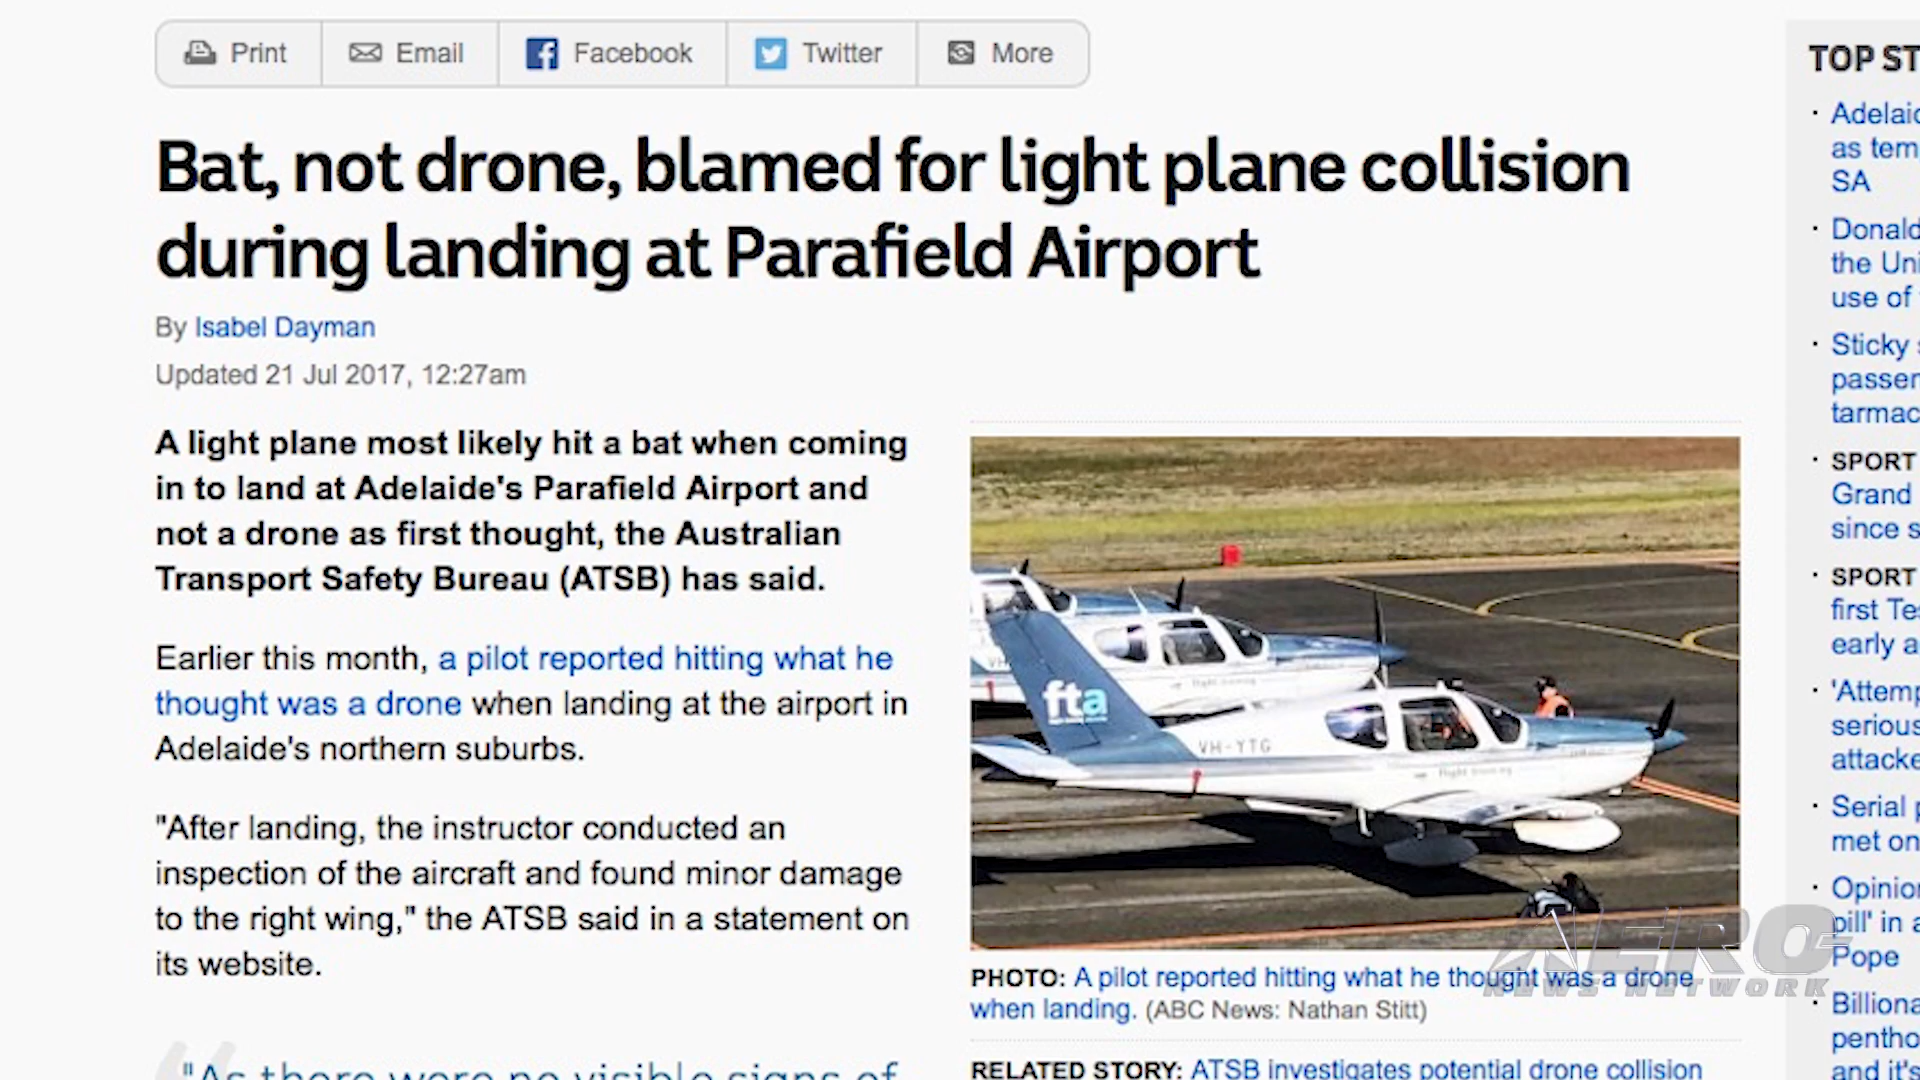 Print Email Facebook Twitter More
Bat, not drone, blamed for light plane collision
during landing at Parafield Airport
By Isabel Dayman
Updated 21 Jul 2017, 12:27am
A light plane most likely hit a bat when coming
in to land at Adelaide's Parafield Airport and
not a drone as first thought, the Australian
Transport Safety Bureau (ATSB) has said.
Earlier this month, a pilot reported hitting what he
thought was a drone when landing at the airport in
Adelaide's northern suburbs.
"After landing, the instructor conducted an
inspection of the aircraft and found minor damage
to the right wing," the ATSB said in a statement on
its website.
"As there were no visible signs of
fta
VH-YTG
PHOTO: A pilot reported hitting what he thought was a drone
when landing. (ABC News: Nathan Stitt)
RELATED STORY: ATSB investigates potential drone collision
AERO
NEWS NETWORK
TOP ST
· Adelaid
as tem
SA
· Donald
the Uni
use of
· Sticky
passen
tarmac
· SPORT
Grand
since s
· SPORT
first Tes
early a
· 'Attemp
serious
attacke
· Serial p
met on
· Opinion
pill' in a
Pope
· Billiona
pentho
and it's